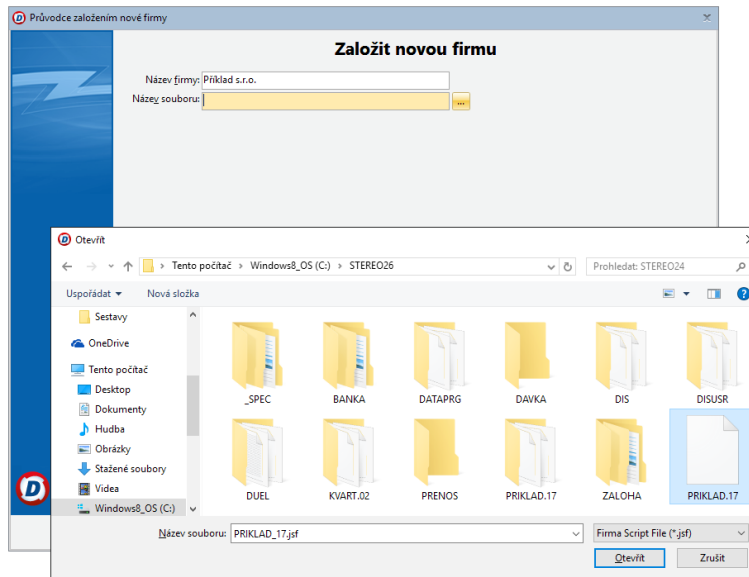 Průvodce založením nové firmy
Založit novou firmu
Název firmy: Příklad s.r.o.
Název souboru:
...
Otevřít
Tento počítač › Windows8_OS (C:) › STEREO26
Prohledat: STEREO24
Uspořádat
Nová složka
Sestavy
OneDrive
Tento počítač
Desktop
Dokumenty
Hudba
Obrázky
Stažené soubory
Videa
Windows8_OS (C:)
_SPEC
BANKA
DATAPRG
DAVKA
DIS
DISUSR
DUEL
KVART.02
PRENOS
PRIKLAD.17
ZALOHA
PRIKLAD.17
Název souboru: PRIKLAD_17.jsf
Firma Script File (*.jsf)
Otevřít
Zrušit